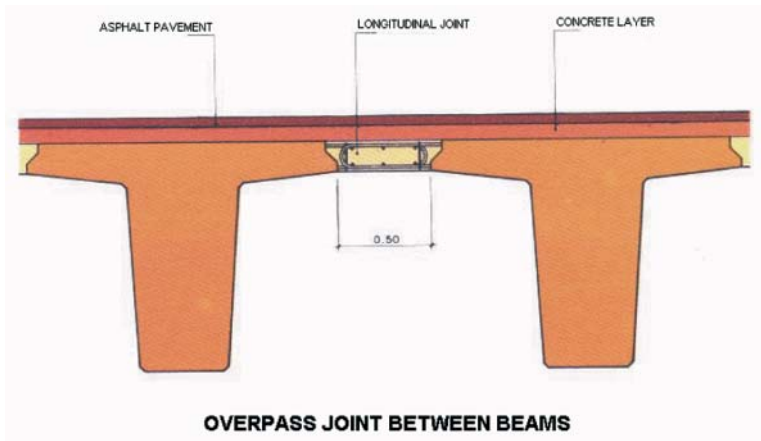 ASPHALT PAVEMENT
LONGITUDINAL JOINT
CONCRETE LAYER
0.50
OVERPASS JOINT BETWEEN BEAMS